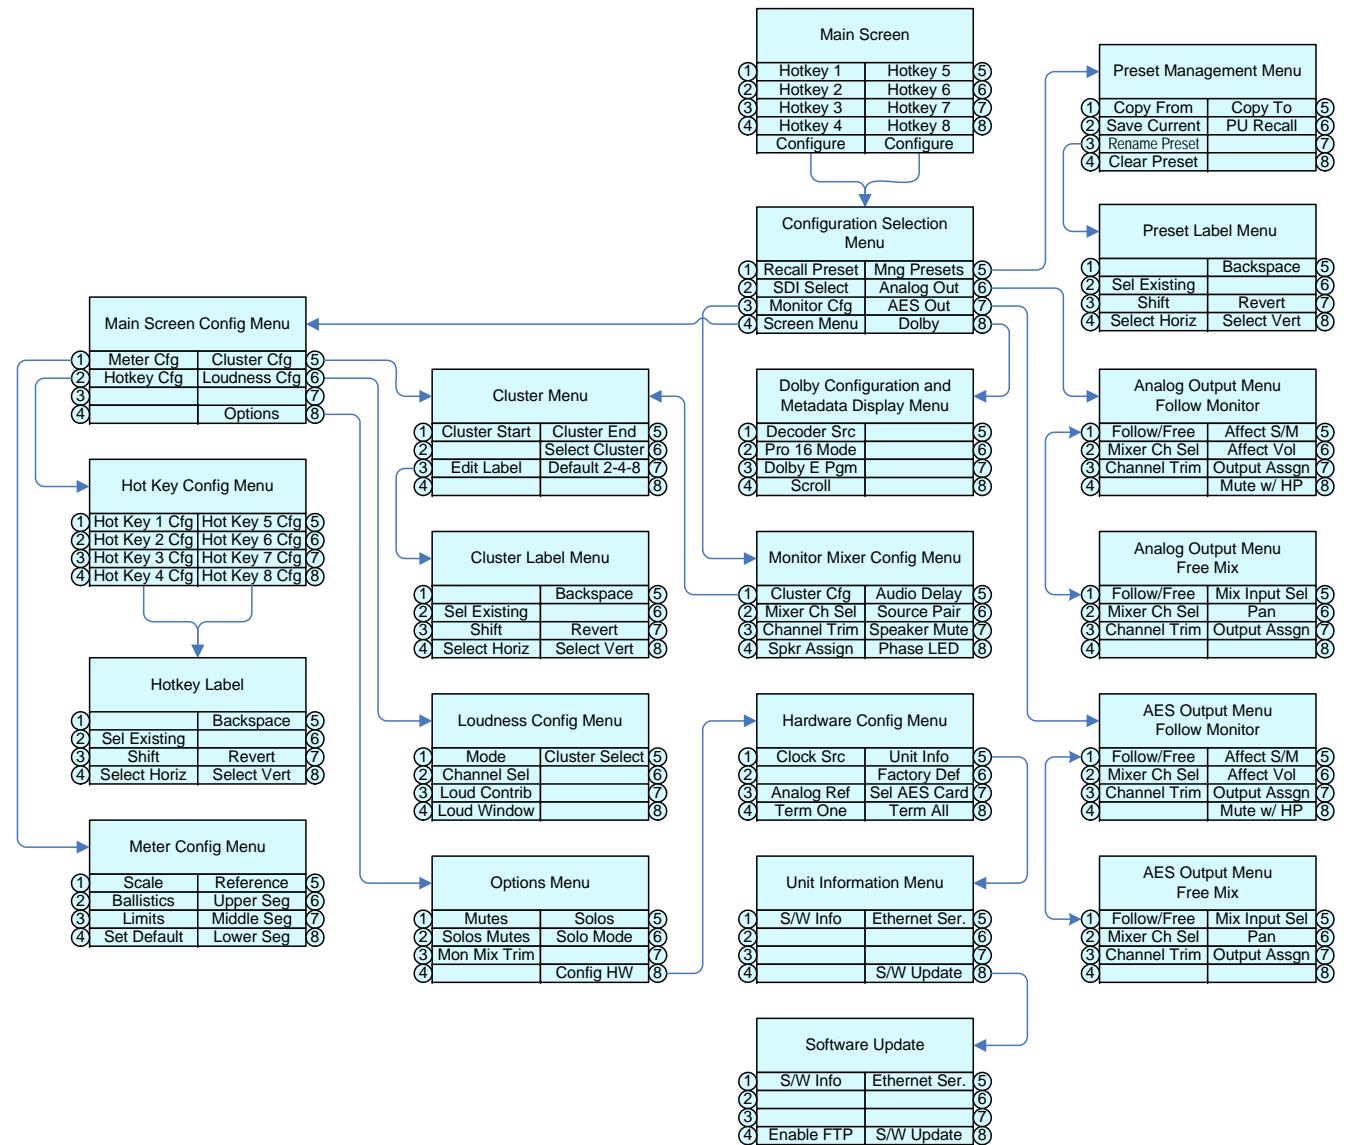 Main Screen
1 Hotkey 1 Hotkey 5 5
2 Hotkey 2 Hotkey 6 6
3 Hotkey 3 Hotkey 7 7
4 Hotkey 4 Hotkey 8 8
Configure Configure
Preset Management Menu
1 Copy From Copy To 5
2 Save Current PU Recall 6
3 Rename Preset 7
4 Clear Preset 8
Configuration Selection
Menu
1 Recall Preset Mng Presets 5
2 SDI Select Analog Out 6
3 Monitor Cfg AES Out 7
4 Screen Menu Dolby 8
Preset Label Menu
1 Backspace 5
2 Sel Existing 6
3 Shift Revert 7
4 Select Horiz Select Vert 8
Main Screen Config Menu
1 Meter Cfg Cluster Cfg 5
2 Hotkey Cfg Loudness Cfg 6
3 7
4 Options 8
Cluster Menu
1 Cluster Start Cluster End 5
2 Select Cluster 6
3 Edit Label Default 2-4-8 7
4 8
Dolby Configuration and
Metadata Display Menu
1 Decoder Src 5
2 Pro 16 Mode 6
3 Dolby E Pgm 7
4 Scroll 8
Analog Output Menu
Follow Monitor
1 Follow/Free Affect S/M 5
2 Mixer Ch Sel Affect Vol 6
3 Channel Trim Output Assgn 7
4 Mute w/ HP 8
Hot Key Config Menu
1 Hot Key 1 Cfg Hot Key 5 Cfg 5
2 Hot Key 2 Cfg Hot Key 6 Cfg 6
3 Hot Key 3 Cfg Hot Key 7 Cfg 7
4 Hot Key 4 Cfg Hot Key 8 Cfg 8
Cluster Label Menu
1 Backspace 5
2 Sel Existing 6
3 Shift Revert 7
4 Select Horiz Select Vert 8
Monitor Mixer Config Menu
1 Cluster Cfg Audio Delay 5
2 Mixer Ch Sel Source Pair 6
3 Channel Trim Speaker Mute 7
4 Spkr Assign Phase LED 8
Analog Output Menu
Free Mix
1 Follow/Free Mix Input Sel 5
2 Mixer Ch Sel Pan 6
3 Channel Trim Output Assgn 7
4 8
Hotkey Label
1 Backspace 5
2 Sel Existing 6
3 Shift Revert 7
4 Select Horiz Select Vert 8
Loudness Config Menu
1 Mode Cluster Select 5
2 Channel Sel 6
3 Loud Contrib 7
4 Loud Window 8
Hardware Config Menu
1 Clock Src Unit Info 5
2 Factory Def 6
3 Analog Ref Sel AES Card 7
4 Term One Term All 8
AES Output Menu
Follow Monitor
1 Follow/Free Affect S/M 5
2 Mixer Ch Sel Affect Vol 6
3 Channel Trim Output Assgn 7
4 Mute w/ HP 8
Meter Config Menu
1 Scale Reference 5
2 Ballistics Upper Seg 6
3 Limits Middle Seg 7
4 Set Default Lower Seg 8
Options Menu
1 Mutes Solos 5
2 Solos Mutes Solo Mode 6
3 Mon Mix Trim 7
4 Config HW 8
Unit Information Menu
1 S/W Info Ethernet Ser. 5
2 6
3 7
4 S/W Update 8
AES Output Menu
Free Mix
1 Follow/Free Mix Input Sel 5
2 Mixer Ch Sel Pan 6
3 Channel Trim Output Assgn 7
4 8
Software Update
1 S/W Info Ethernet Ser. 5
2 6
3 7
4 Enable FTP S/W Update 8